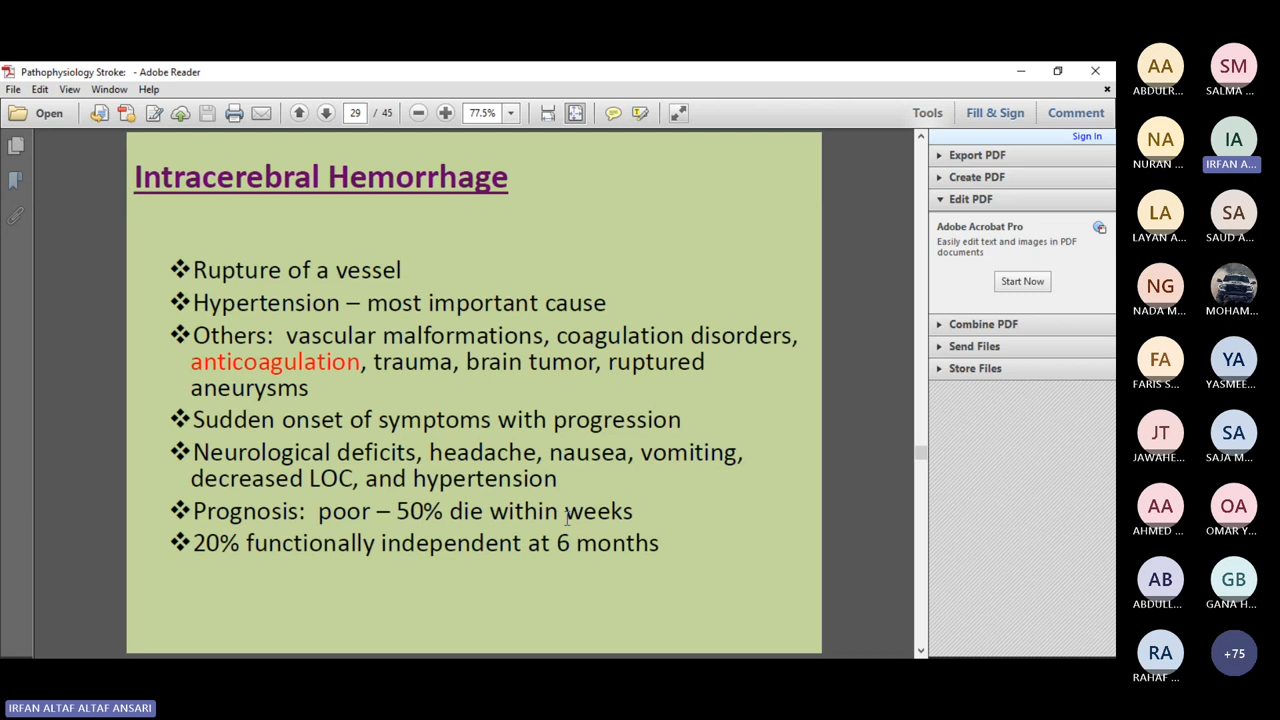 Pathophysiology Stroke: - Adobe Reader
File Edit View Window Help
Open 29 / 45 77.5% Tools Fill & Sign Comment
Sign In
Intracerebral Hemorrhage
❖Rupture of a vessel
❖Hypertension – most important cause
❖Others: vascular malformations, coagulation disorders,
anticoagulation, trauma, brain tumor, ruptured
aneurysms
❖Sudden onset of symptoms with progression
❖Neurological deficits, headache, nausea, vomiting,
decreased LOC, and hypertension
❖Prognosis: poor – 50% die within weeks
❖20% functionally independent at 6 months
Export PDF
Create PDF
Edit PDF
Adobe Acrobat Pro
Easily edit text and images in PDF
documents
Start Now
Combine PDF
Send Files
Store Files
AA SM
ABDULR... SALMA ...
NA IA
NURAN ... IRFAN A...
LA SA
LAYAN A... SAUD A...
NG
NADA M... MOHAM...
FA YA
FARIS S... YASMEE...
JT SA
JAWAHE... SAJA M...
AA OA
AHMED ... OMAR Y...
AB GB
ABDULL... GANA H...
RA +75
RAHAF ...
IRFAN ALTAF ALTAF ANSARI